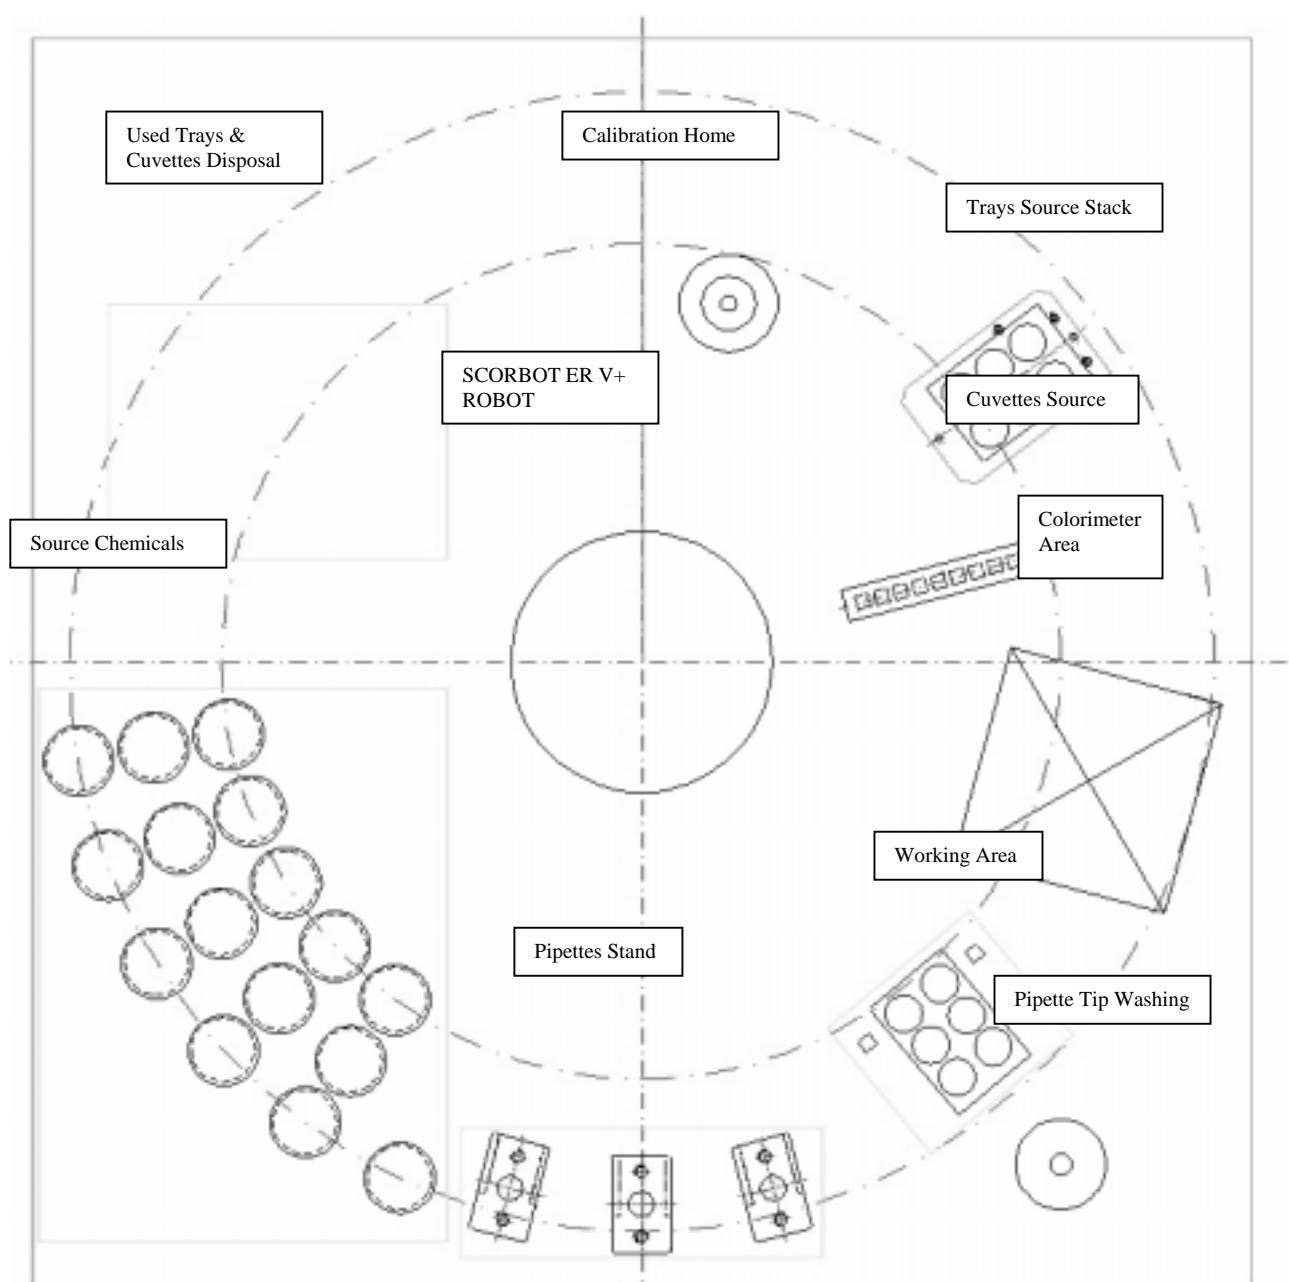 Used Trays &
Cuvettes Disposal
Calibration Home
Trays Source Stack
SCORBOT ER V+
ROBOT
Cuvettes Source
Source Chemicals
Colorimeter
Area
Working Area
Pipettes Stand
Pipette Tip Washing